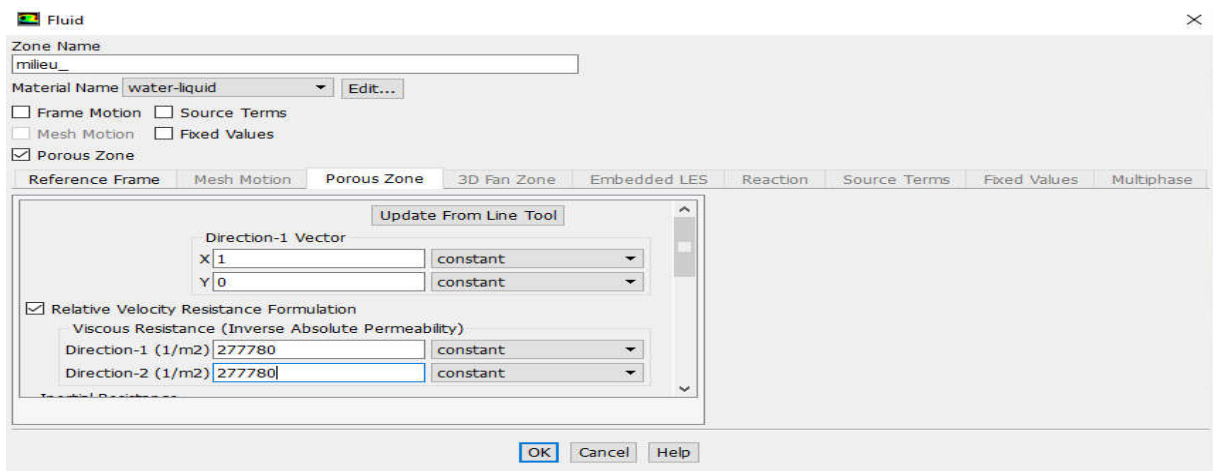 Fluid
Zone Name
milieu_
Material Name water-liquid Edit...
Frame Motion Source Terms
Mesh Motion Fixed Values
Porous Zone
Reference Frame Mesh Motion Porous Zone 3D Fan Zone Embedded LES Reaction Source Terms Fixed Values Multiphase
Update From Line Tool
Direction-1 Vector
X 1 constant
Y 0 constant
Relative Velocity Resistance Formulation
Viscous Resistance (Inverse Absolute Permeability)
Direction-1 (1/m2) 277780 constant
Direction-2 (1/m2) 277780 constant
OK Cancel Help